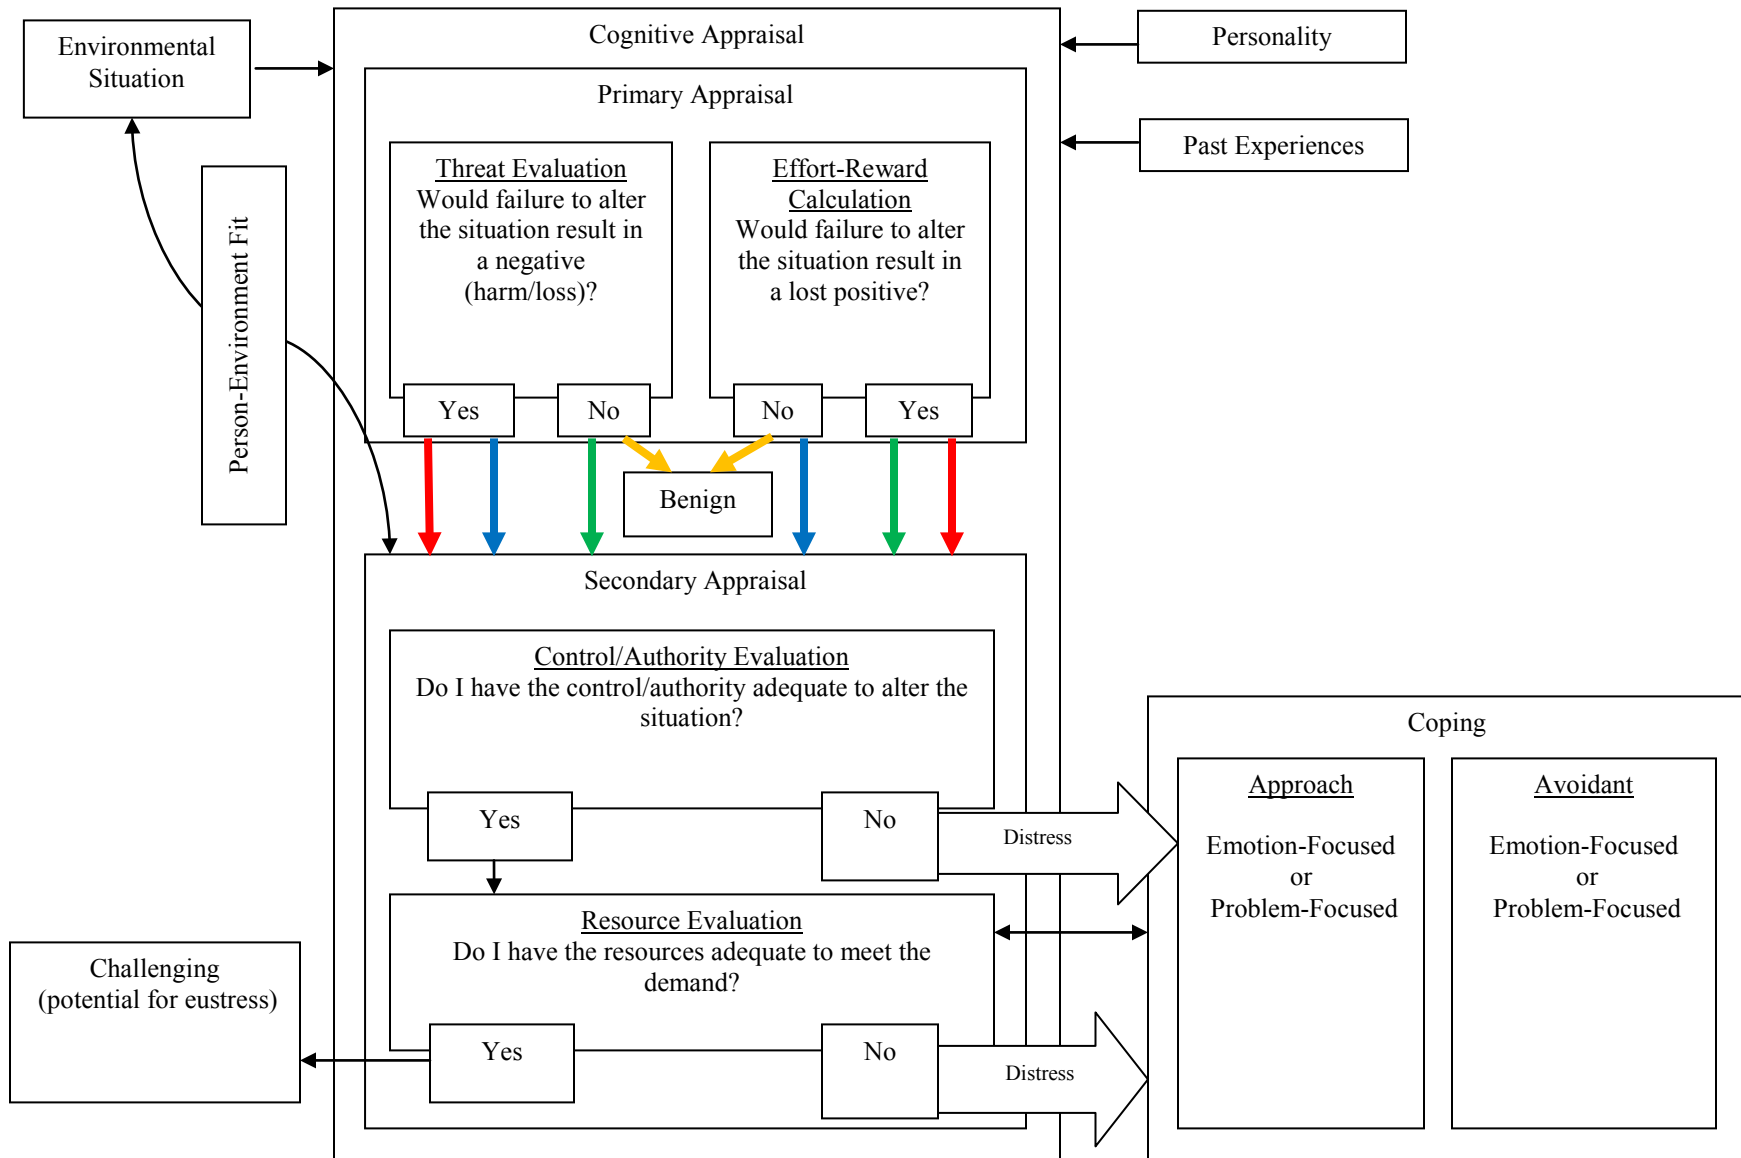 Environmental
Situation
Cognitive Appraisal
Personality
Past Experiences
Person-Environment Fit
Primary Appraisal
Threat Evaluation
Would failure to alter
the situation result in
a negative
(harm/loss)?
Yes
No
Effort-Reward
Calculation
Would failure to alter
the situation result in
a lost positive?
No
Yes
Benign
Secondary Appraisal
Control/Authority Evaluation
Do I have the control/authority adequate to alter the
situation?
Yes
No
Distress
Resource Evaluation
Do I have the resources adequate to meet the
demand?
Yes
No
Distress
Challenging
(potential for eustress)
Coping
Approach
Emotion-Focused
or
Problem-Focused
Avoidant
Emotion-Focused
or
Problem-Focused